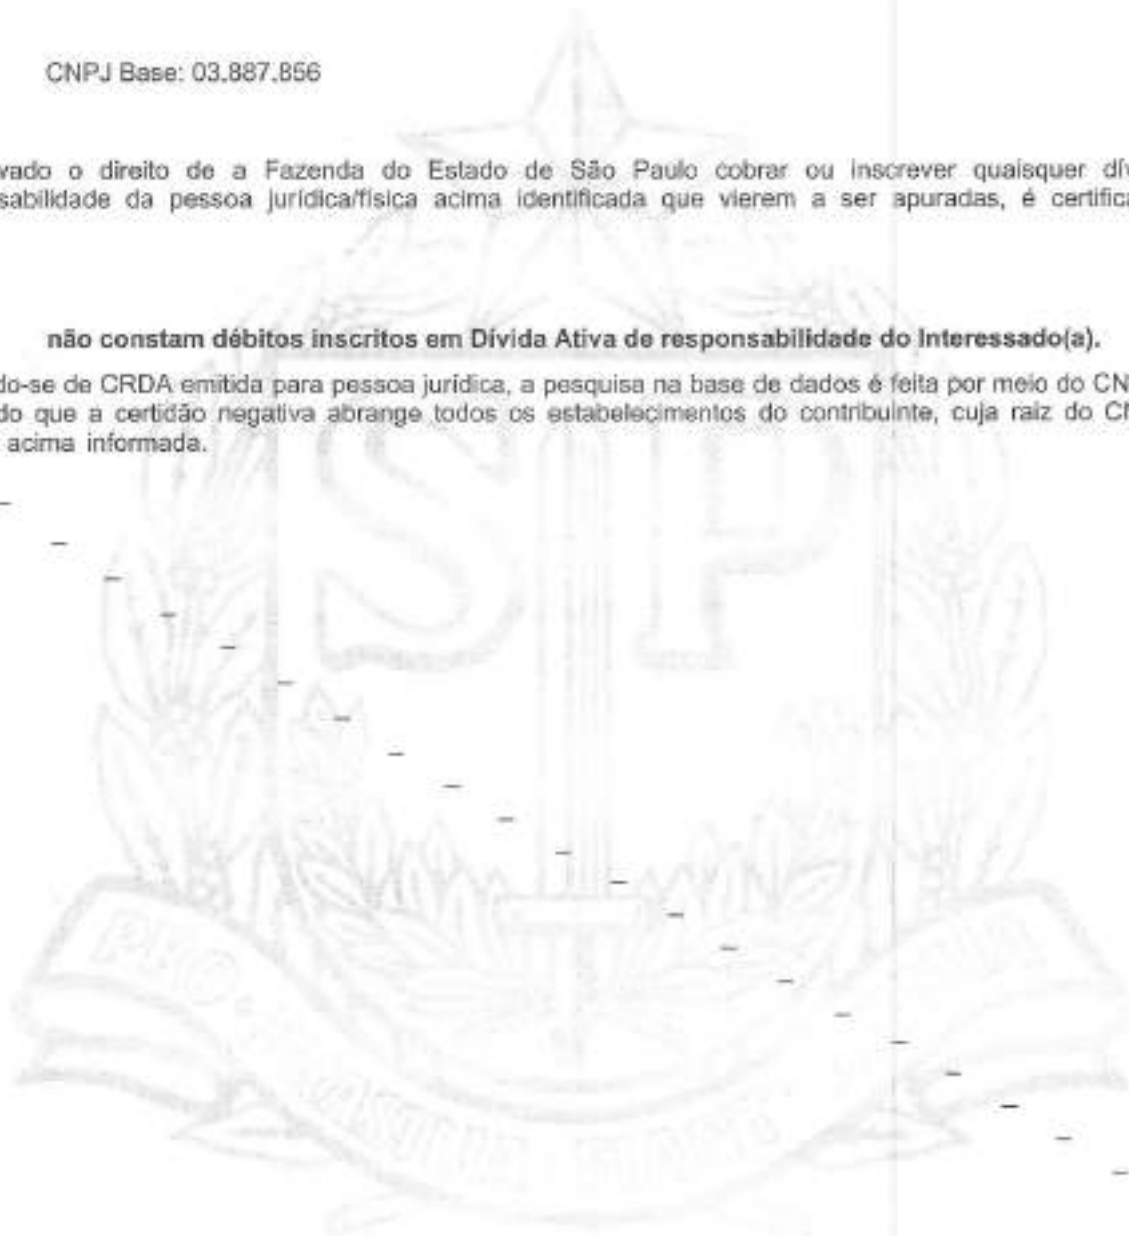 CNPJ Base: 03.887.856
vado o direito de a Fazenda do Estado de São Paulo cobrar ou inscrever quaisquer dív
sabilidade da pessoa jurídica/física acima identificada que vierem a ser apuradas, é certifica
não constam débitos inscritos em Dívida Ativa de responsabilidade do Interessado(a).
do-se de CRDA emitida para pessoa jurídica, a pesquisa na base de dados é feita por meio do CN
do que a certidão negativa abrange todos os estabelecimentos do contribuinte, cuja raiz do CN
acima informada.
SP
PRO